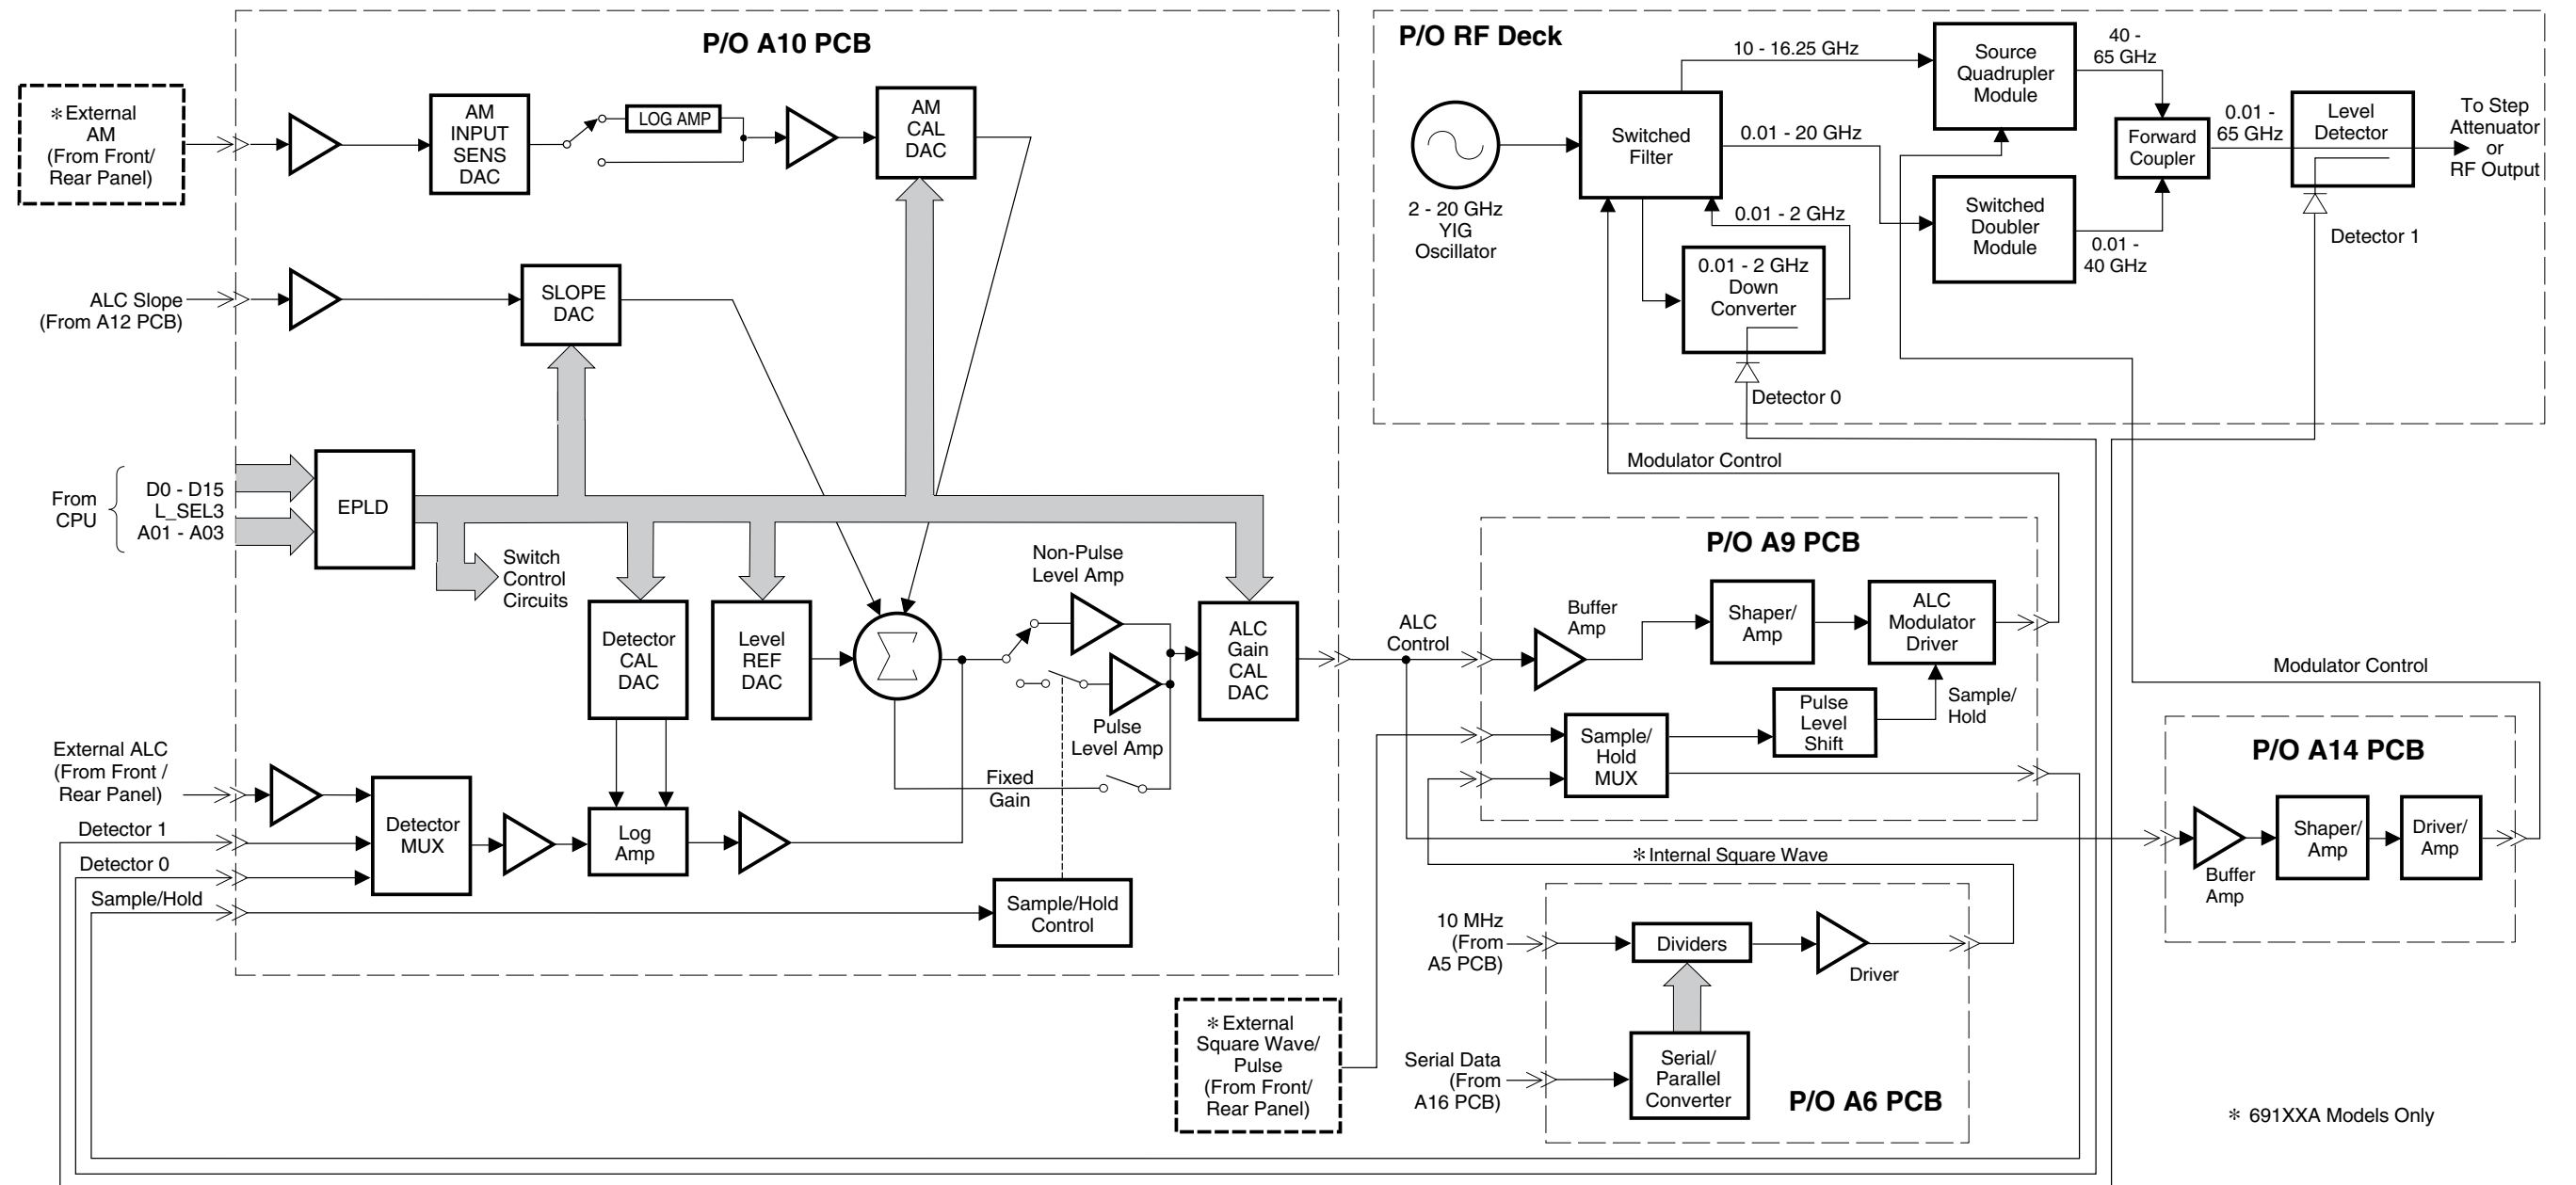 P/O A10 PCB
＊External
AM
(From Front/
Rear Panel)
AM
INPUT
SENS
DAC
LOG AMP
AM
CAL
DAC
ALC Slope
(From A12 PCB)
SLOPE
DAC
From
CPU
D0 - D15
L_SEL3
A01 - A03
EPLD
Switch
Control
Circuits
Detector
CAL
DAC
Level
REF
DAC
Non-Pulse
Level Amp
Pulse
Level Amp
Fixed
Gain
ALC
Gain
CAL
DAC
External ALC
(From Front /
Rear Panel)
Detector 1
Detector 0
Sample/Hold
Detector
MUX
Log
Amp
Sample/Hold
Control
P/O RF Deck
2 - 20 GHz
YIG
Oscillator
Switched
Filter
10 - 16.25 GHz
0.01 - 20 GHz
0.01 - 2 GHz
0.01 - 2 GHz
Down
Converter
Detector 0
Source
Quadrupler
Module
Switched
Doubler
Module
40 -
65 GHz
0.01 -
40 GHz
Forward
Coupler
0.01 -
65 GHz
Level
Detector
Detector 1
To Step
Attenuator
or
RF Output
Modulator Control
P/O A9 PCB
ALC
Control
Buffer
Amp
Shaper/
Amp
ALC
Modulator
Driver
Sample/
Hold
MUX
Pulse
Level
Shift
Sample/
Hold
Modulator Control
P/O A14 PCB
Buffer
Amp
Shaper/
Amp
Driver/
Amp
＊Internal Square Wave
10 MHz
(From
A5 PCB)
Dividers
Driver
Serial Data
(From
A16 PCB)
Serial/
Parallel
Converter
P/O A6 PCB
＊External
Square Wave/
Pulse
(From Front/
Rear Panel)
＊ 691XXA Models Only